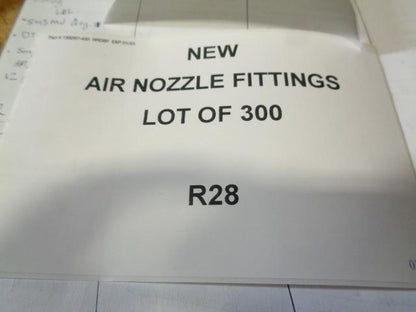 NEW
AIR NOZZLE FITTINGS
LOT OF 300
R28